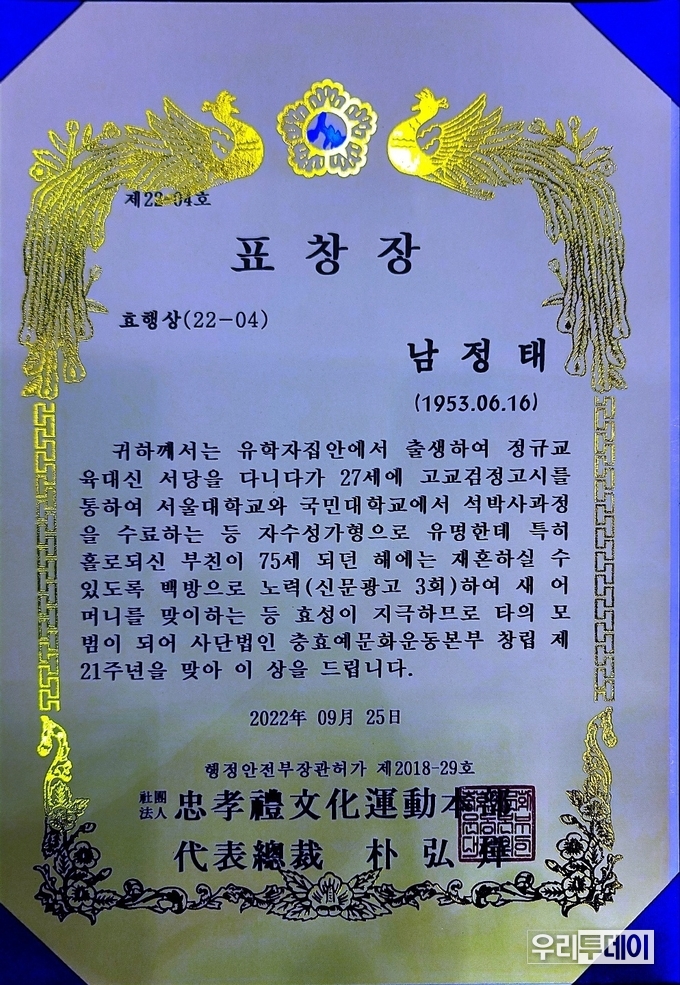 제22-04호
표창장
효행상(22-04)
남정태
(1953.06.16)
귀하께서는 유학자집안에서 출생하여 정규교
육대신 서당을 다니다가 27세에 고교검정고시를
통하여 서울대학교와 국민대학교에서 석박사과정
을 수료하는 등 자수성가형으로 유명한데 특히
홀로되신 부친이 75세 되던 해에는 재혼하실 수
있도록 백방으로 노력(신문광고 3회)하여 새 어
머니를 맞이하는 등 효성이 지극하므로 타의 모
범이 되어 사단법인 충효예문화운동본부 창립 제
21주년을 맞아 이 상을 드립니다.
2022年 09月 25日
행정안전부장관허가 제2018-29호
社團法人 忠孝禮文化運動本部
代表總裁 朴弘
우리투데이